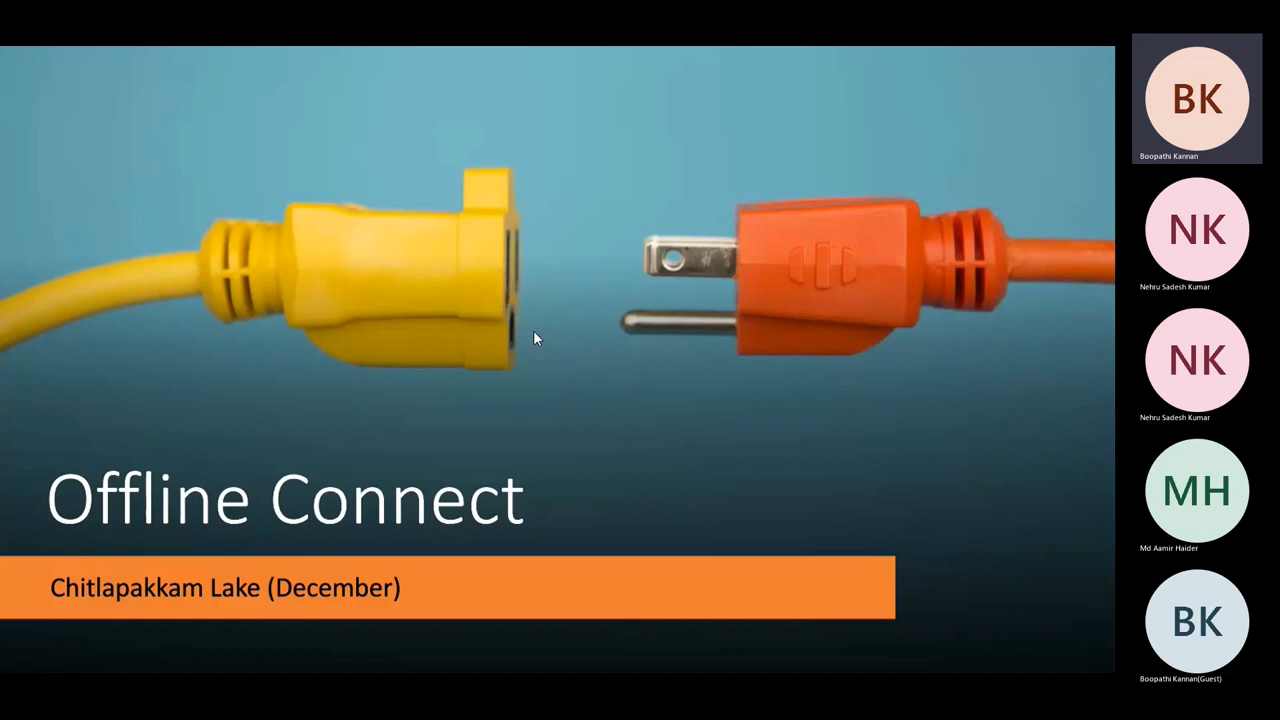 Offline Connect
Chitlapakkam Lake (December)
BK
Boopathi Kannan
NK
Nehru Sadesh Kumar
NK
Nehru Sadesh Kumar
MH
Md Aamir Haider
BK
Boopathi Kannan(Guest)